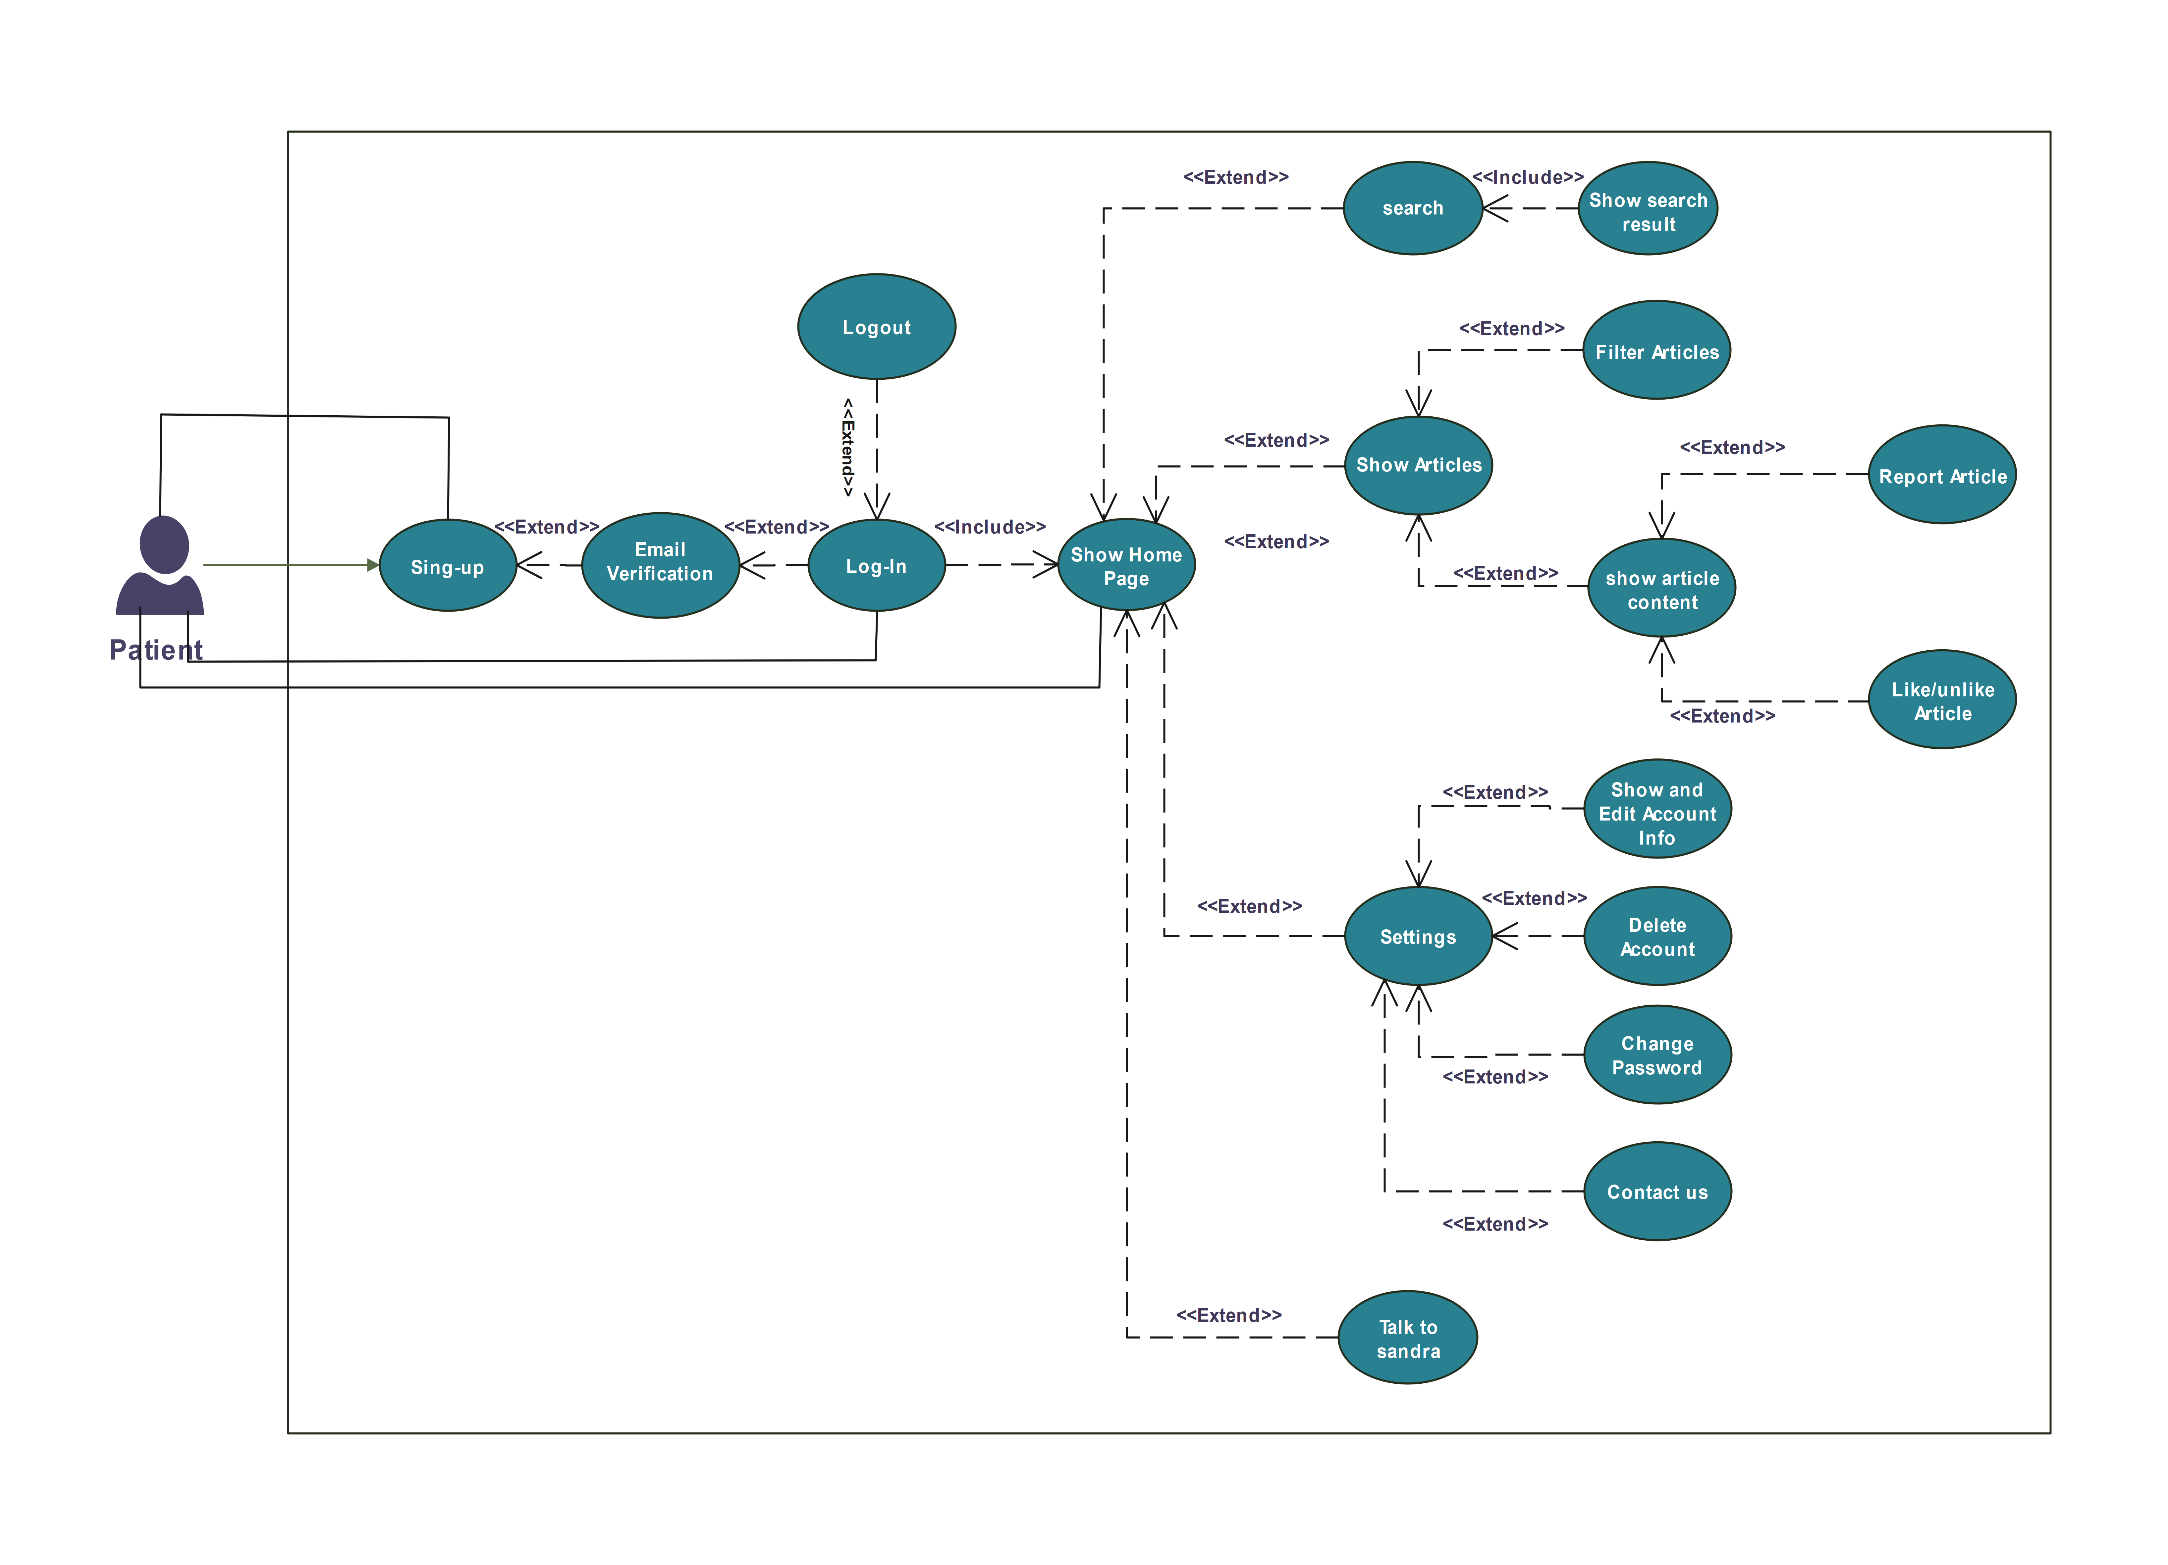 <<Extend>>
<<Include>>
search
Show search
result
Logout
<<Extend>>
<<Extend>>
Filter Articles
<<Extend>>
Show Articles
<<Extend>>
Report Article
<<Extend>>
<<Extend>>
<<Include>>
<<Extend>>
Sing-up
Email
Verification
Log-In
Show Home
Page
<<Extend>>
show article
content
Patient
Like/unlike
Article
<<Extend>>
<<Extend>>
Show and
Edit Account
Info
<<Extend>>
<<Extend>>
Settings
Delete
Account
Change
Password
<<Extend>>
Contact us
<<Extend>>
<<Extend>>
Talk to
sandra